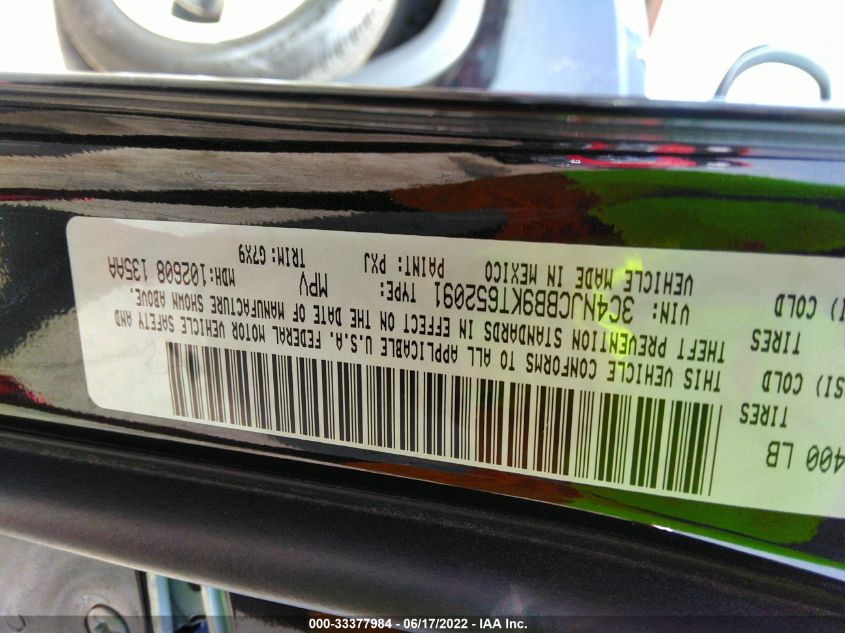 400 LB
TIRES
SI) COLD
TIRES
I) COLD
THIS VEHICLE CONFORMS TO ALL APPLICABLE U.S.A. FEDERAL MOTOR VEHICLE SAFETY AND
THEFT PREVENTION STANDARDS IN EFFECT ON THE DATE OF MANUFACTURE SHOWN ABOVE.
VIN: 3C4NJCBB9KT652091 TYPE: MPV MDH:102608 135AA
VEHICLE MADE IN MEXICO PAINT: PXJ TRIM: G7X9
000-33377984 - 06/17/2022 - IAA Inc.